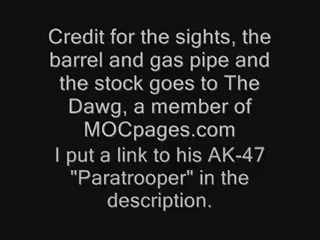 Credit for the sights, the
barrel and gas pipe and
the stock goes to The
Dawg, a member of
MOCpages.com
I put a link to his AK-47
"Paratrooper" in the
description.